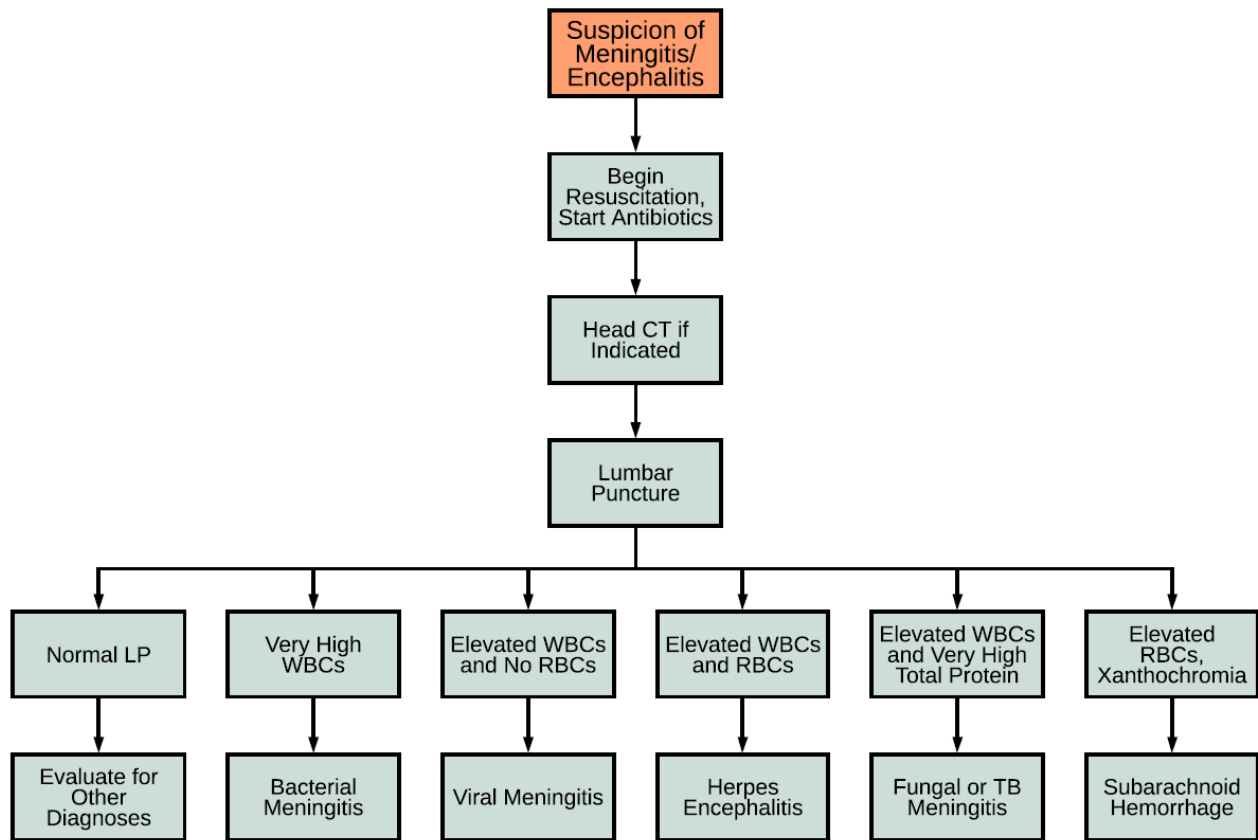 Suspicion of
Meningitis/
Encephalitis
Begin
Resuscitation,
Start Antibiotics
Head CT if
Indicated
Lumbar
Puncture
Normal LP
Very High
WBCs
Elevated WBCs
and No RBCs
Elevated WBCs
and RBCs
Elevated WBCs
and Very High
Total Protein
Elevated
RBCs,
Xanthochromia
Evaluate for
Other
Diagnoses
Bacterial
Meningitis
Viral Meningitis
Herpes
Encephalitis
Fungal or TB
Meningitis
Subarachnoid
Hemorrhage